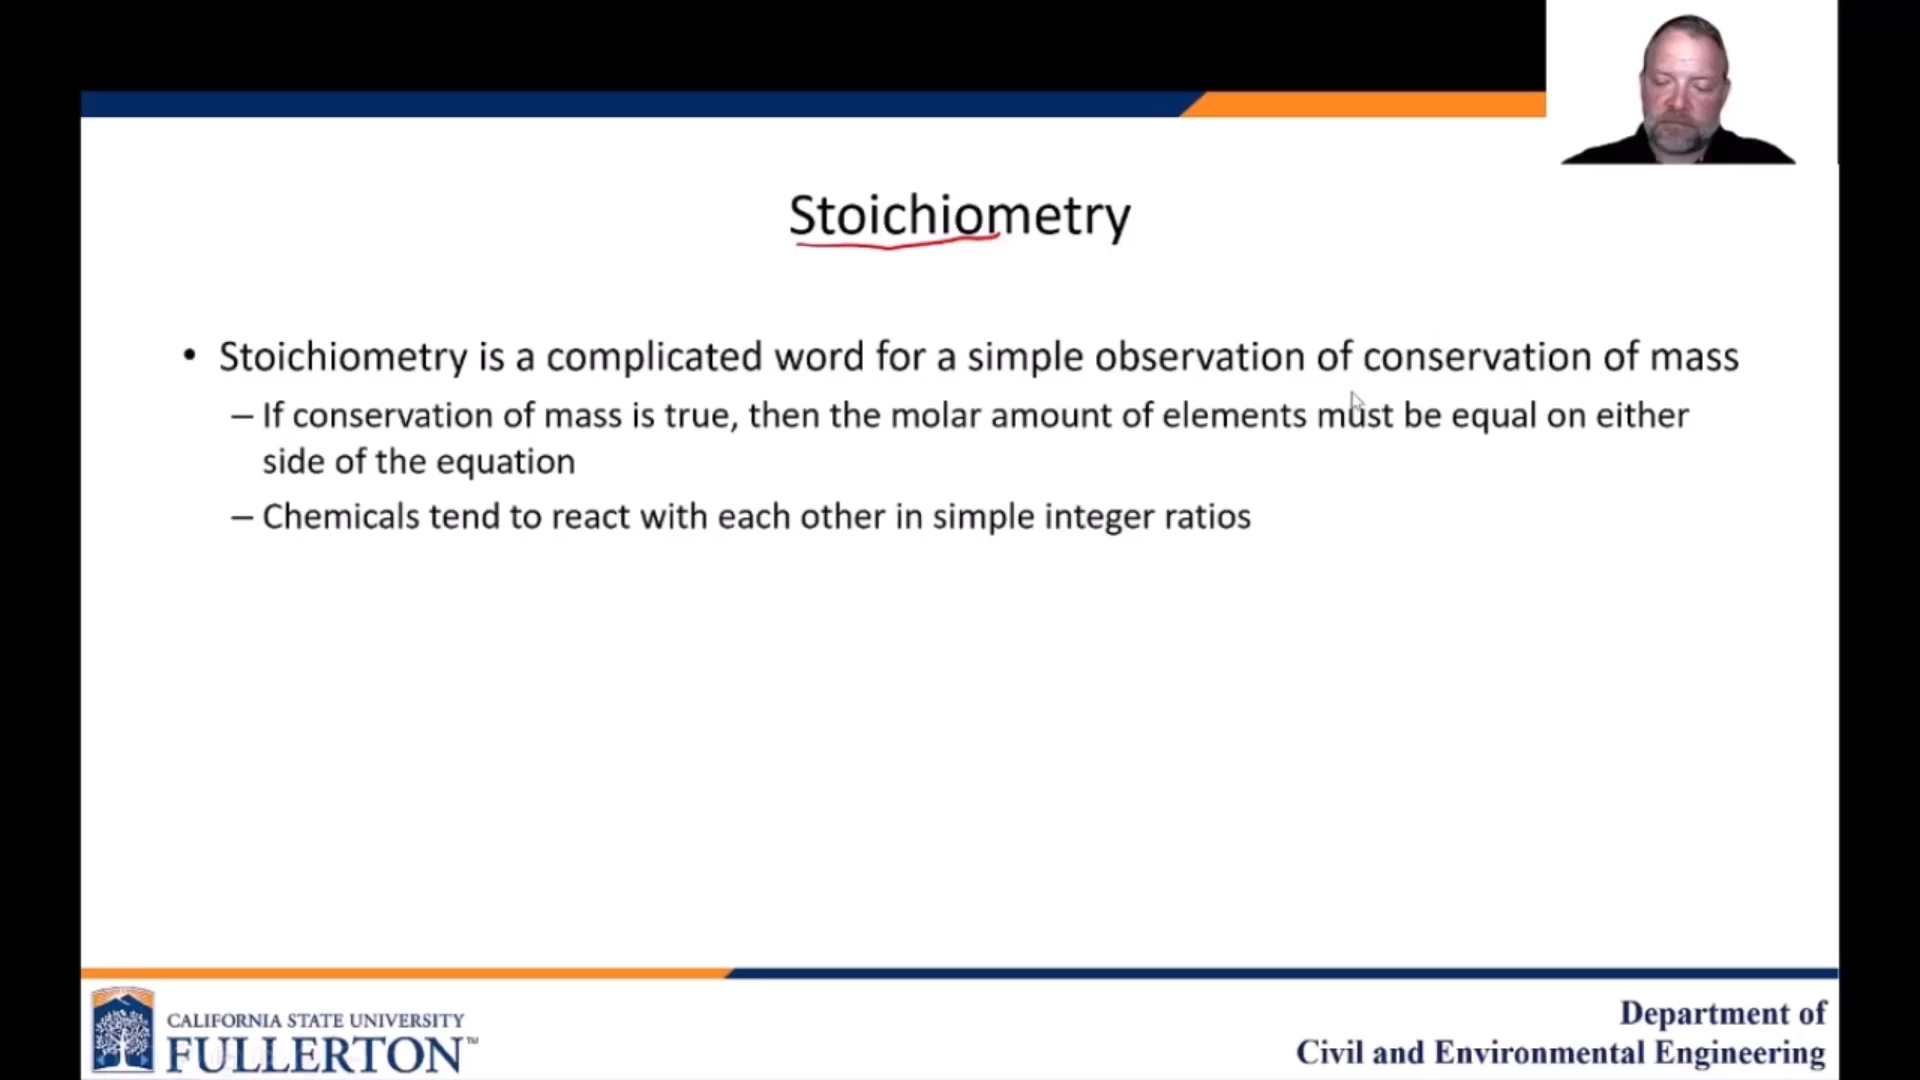 Stoichiometry
• Stoichiometry is a complicated word for a simple observation of conservation of mass
– If conservation of mass is true, then the molar amount of elements must be equal on either
side of the equation
– Chemicals tend to react with each other in simple integer ratios
CALIFORNIA STATE UNIVERSITY
FULLERTON™
Department of
Civil and Environmental Engineering